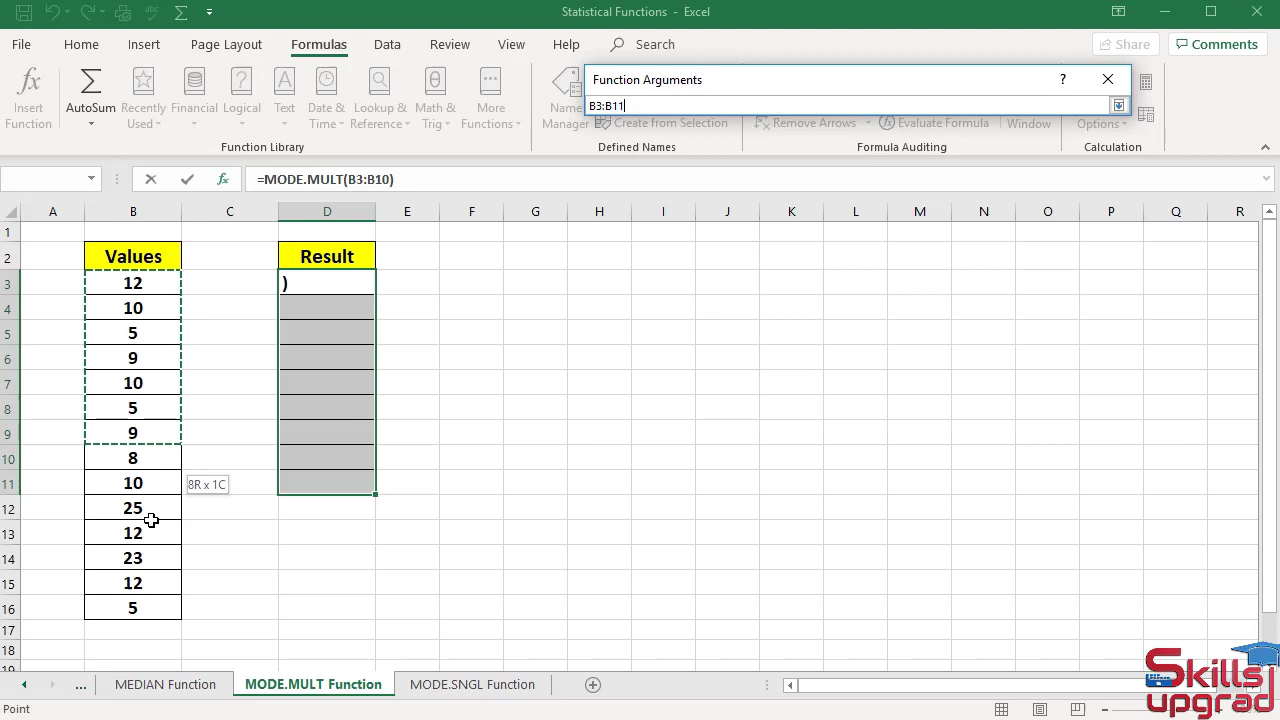 Statistical Functions - Excel
File Home Insert Page Layout Formulas Data Review View Help Search Share Comments
Function Arguments ?
B3:B11
Insert Function
AutoSum
Recently Used
Financial
Logical
Text
Date & Time
Lookup & Reference
Math & Trig
More Functions
Name Manager
Create from Selection
Remove Arrows
Evaluate Formula
Window
Options
Function Library
Defined Names
Formula Auditing
Calculation
fx =MODE.MULT(B3:B10)
A B C D E F G H I J K L M N O P Q R
1
2 Values Result
3 12 )
4 10
5 5
6 9
7 10
8 5
9 9
10 8
11 10 8R x 1C
12 25
13 12
14 23
15 12
16 5
17
18
19
... MEDIAN Function MODE.MULT Function MODE.SNGL Function
Point
Skills
upgrad